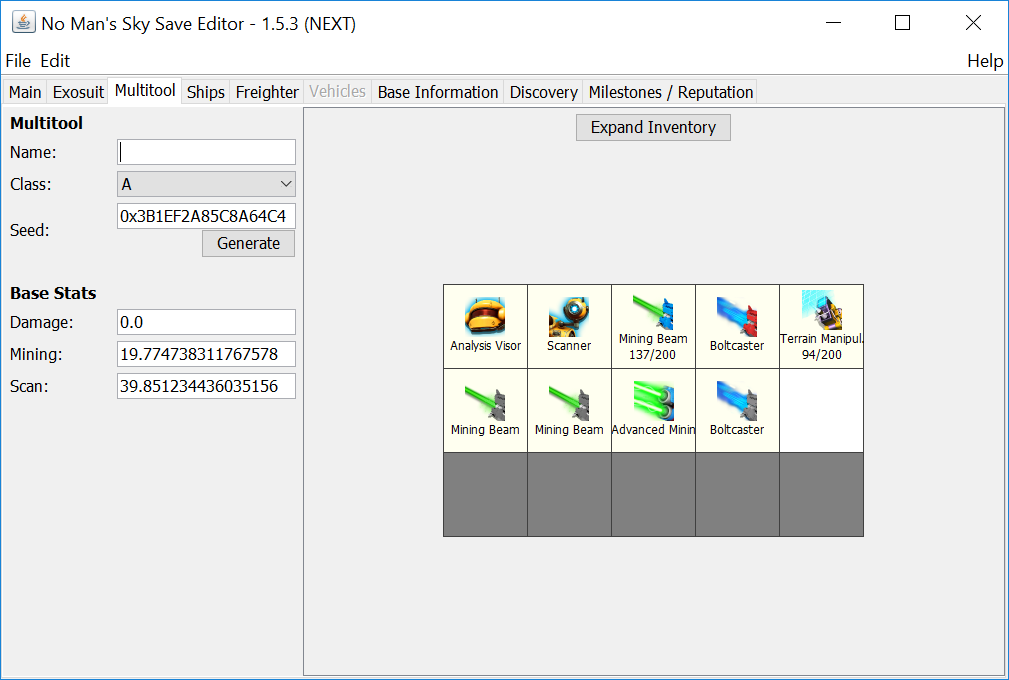 No Man's Sky Save Editor - 1.5.3 (NEXT)
File Edit Help
Main Exosuit Multitool Ships Freighter Vehicles Base Information Discovery Milestones / Reputation
Multitool
Name:
Class: A
Seed: 0x3B1EF2A85C8A64C4
Generate
Base Stats
Damage: 0.0
Mining: 19.774738311767578
Scan: 39.851234436035156
Expand Inventory
Analysis Visor Scanner Mining Beam Boltcaster Terrain Manipul.
137/200 94/200
Mining Beam Mining Beam Advanced Minin Boltcaster